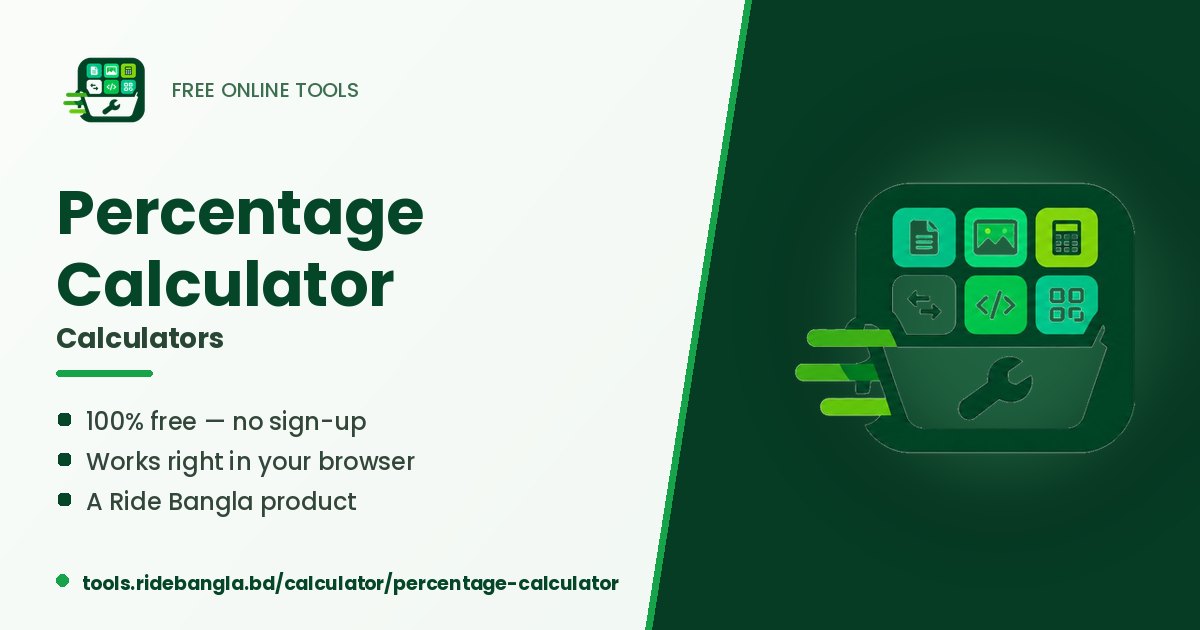 FREE ONLINE TOOLS
Percentage
Calculator
Calculators
100% free — no sign-up
Works right in your browser
A Ride Bangla product
tools.ridebangla.bd/calculator/percentage-calculator